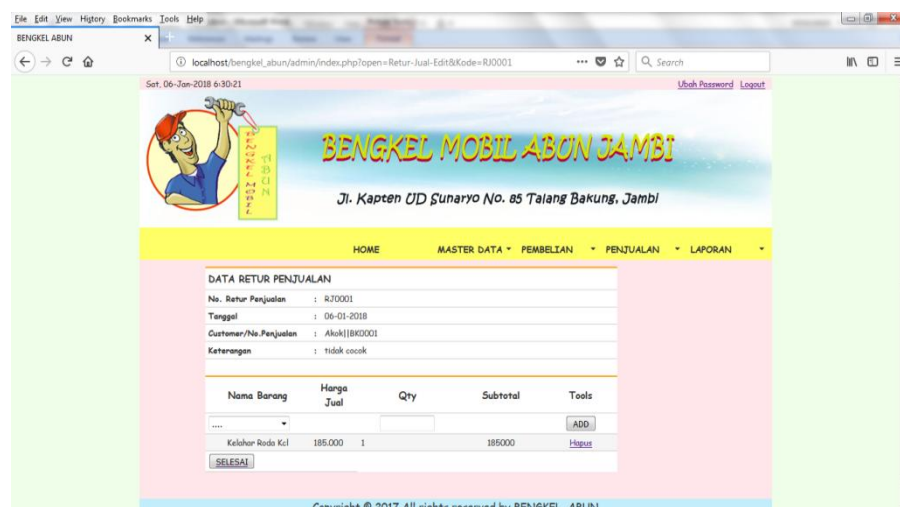 File Edit View History Bookmarks Tools Help
BENGKEL ABUN
localhost/bengkel_abun/admin/index.php?open=Retur-Jual-Edit&Kode=RJ0001
Search
Sat, 06-Jan-2018 6:30:21
Ubah Password Logout
BENGKEL MOBIL
ABUN
BENGKEL MOBIL ABUN JAMBI
Jl. Kapten UD Sunaryo No. 85 Talang Bakung, Jambi
HOME MASTER DATA PEMBELIAN PENJUALAN LAPORAN
DATA RETUR PENJUALAN
No. Retur Penjualan : RJ0001
Tanggal : 06-01-2018
Customer/No.Penjualan : Akok||BK0001
Keterangan : tidak cocok
Nama Barang Harga Jual Qty Subtotal Tools
.... ADD
Kelahar Roda Kcl 185.000 1 185000 Hapus
SELESAI
Copyright © 2017 All rights reserved by BENGKEL ABUN